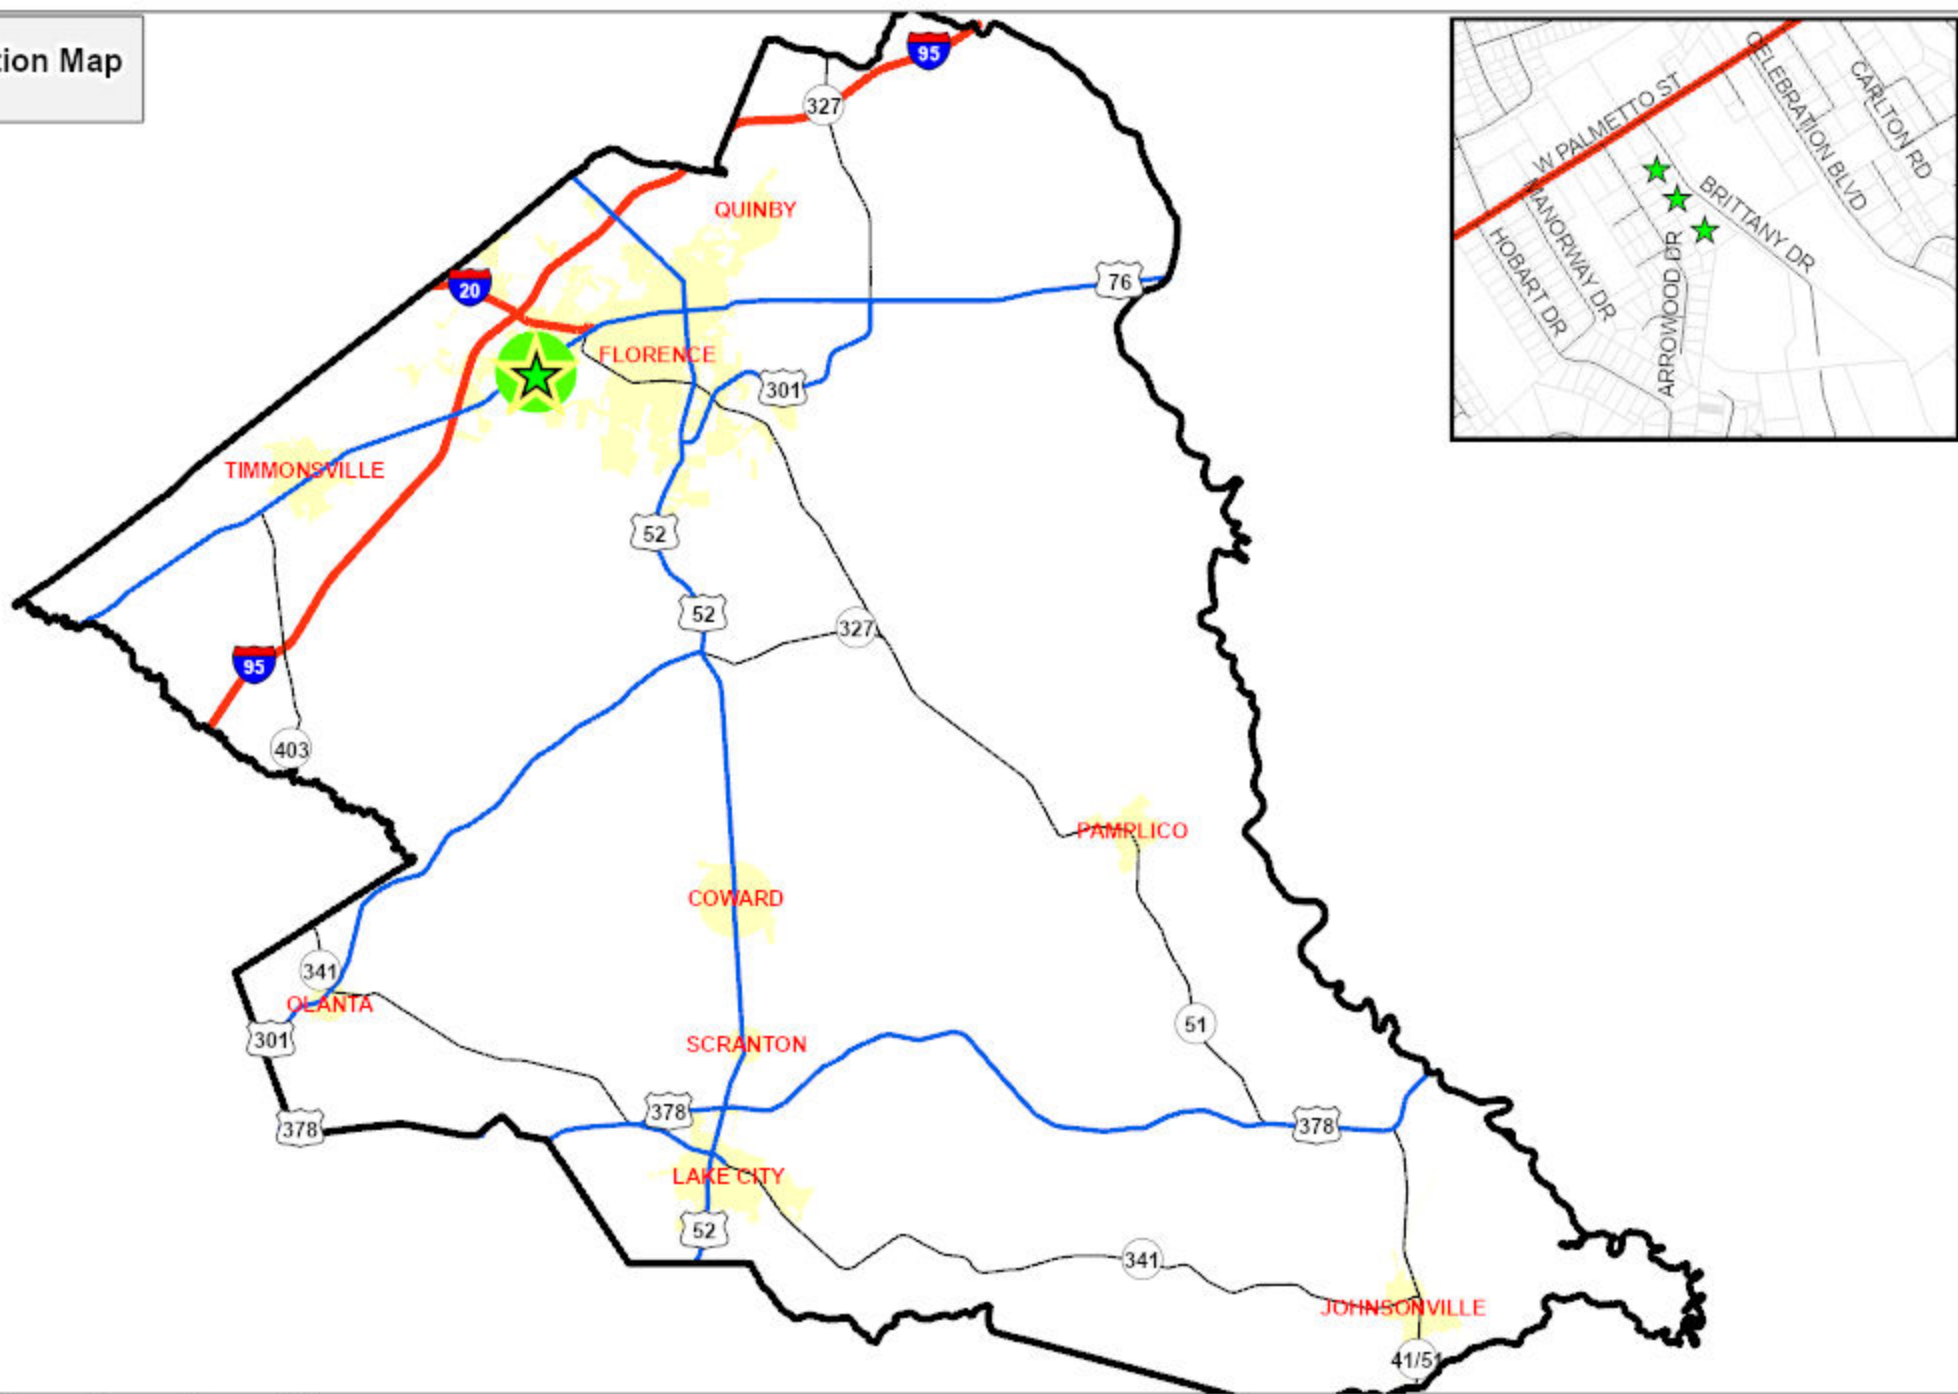 tion Map
95
327
QUINBY
20
76
FLORENCE
301
TIMMONSVILLE
52
52
327
95
403
PAMPLICO
COWARD
341
OLANTA
301
51
SCRANTON
378
378
378
LAKE CITY
52
341
JOHNSONVILLE
41/51
W PALMETTO ST
CELEBRATION BLVD
CARLTON RD
BRITTANY DR
MANORWAY DR
HOBART DR
ARROWOOD DR